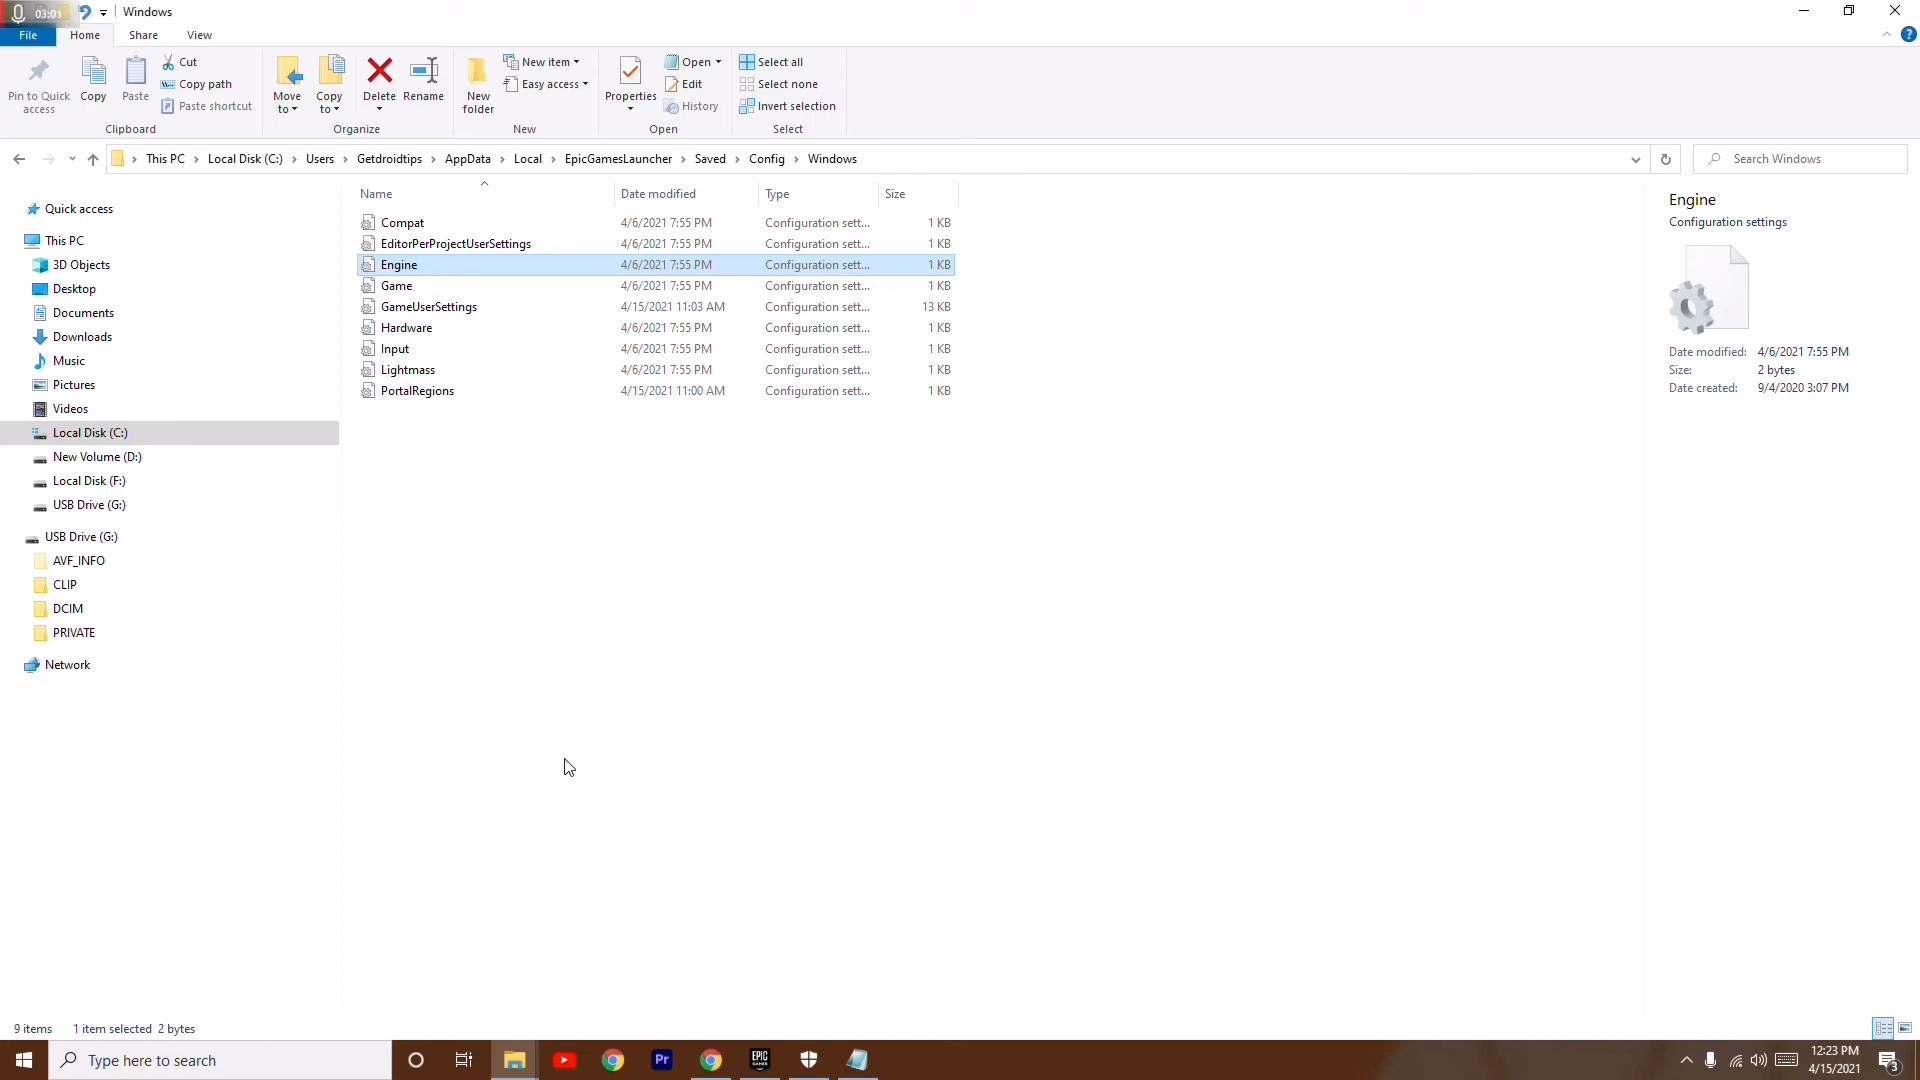 03:01
Windows
File Home Share View
Pin to Quick access
Copy
Paste
Cut
Copy path
Paste shortcut
Clipboard
Move to
Copy to
Delete
Rename
Organize
New folder
New item
Easy access
New
Properties
Open
Edit
History
Open
Select all
Select none
Invert selection
Select
This PC > Local Disk (C:) > Users > Getdroidtips > AppData > Local > EpicGamesLauncher > Saved > Config > Windows
Search Windows
Quick access
This PC
3D Objects
Desktop
Documents
Downloads
Music
Pictures
Videos
Local Disk (C:)
New Volume (D:)
Local Disk (F:)
USB Drive (G:)
USB Drive (G:)
AVF_INFO
CLIP
DCIM
PRIVATE
Network
Name Date modified Type Size
Compat 4/6/2021 7:55 PM Configuration sett... 1 KB
EditorPerProjectUserSettings 4/6/2021 7:55 PM Configuration sett... 1 KB
Engine 4/6/2021 7:55 PM Configuration sett... 1 KB
Game 4/6/2021 7:55 PM Configuration sett... 1 KB
GameUserSettings 4/15/2021 11:03 AM Configuration sett... 13 KB
Hardware 4/6/2021 7:55 PM Configuration sett... 1 KB
Input 4/6/2021 7:55 PM Configuration sett... 1 KB
Lightmass 4/6/2021 7:55 PM Configuration sett... 1 KB
PortalRegions 4/15/2021 11:00 AM Configuration sett... 1 KB
Engine
Configuration settings
Date modified: 4/6/2021 7:55 PM
Size: 2 bytes
Date created: 9/4/2020 3:07 PM
9 items 1 item selected 2 bytes
Type here to search
Pr
EPIC GAMES
12:23 PM
4/15/2021
3